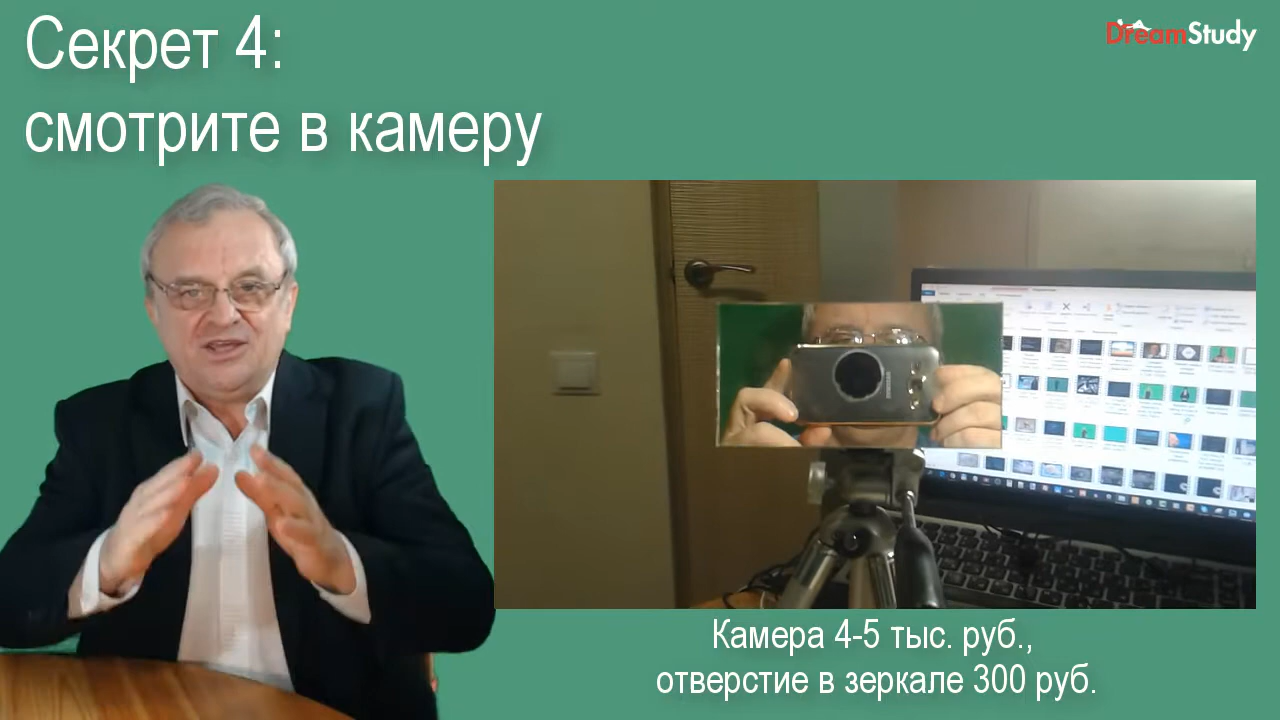 Секрет 4:
DreamStudy
смотрите в камеру
Камера 4-5 тыс. руб.,
отверстие в зеркале 300 руб.